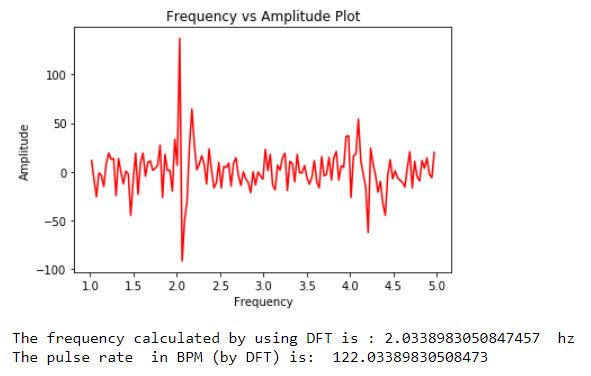 Frequency vs Amplitude Plot
100
50
0
−50
−100
Amplitude
1.0 1.5 2.0 2.5 3.0 3.5 4.0 4.5 5.0
Frequency
The frequency calculated by using DFT is : 2.0338983050847457  hz
The pulse rate  in BPM (by DFT) is:  122.03389830508473